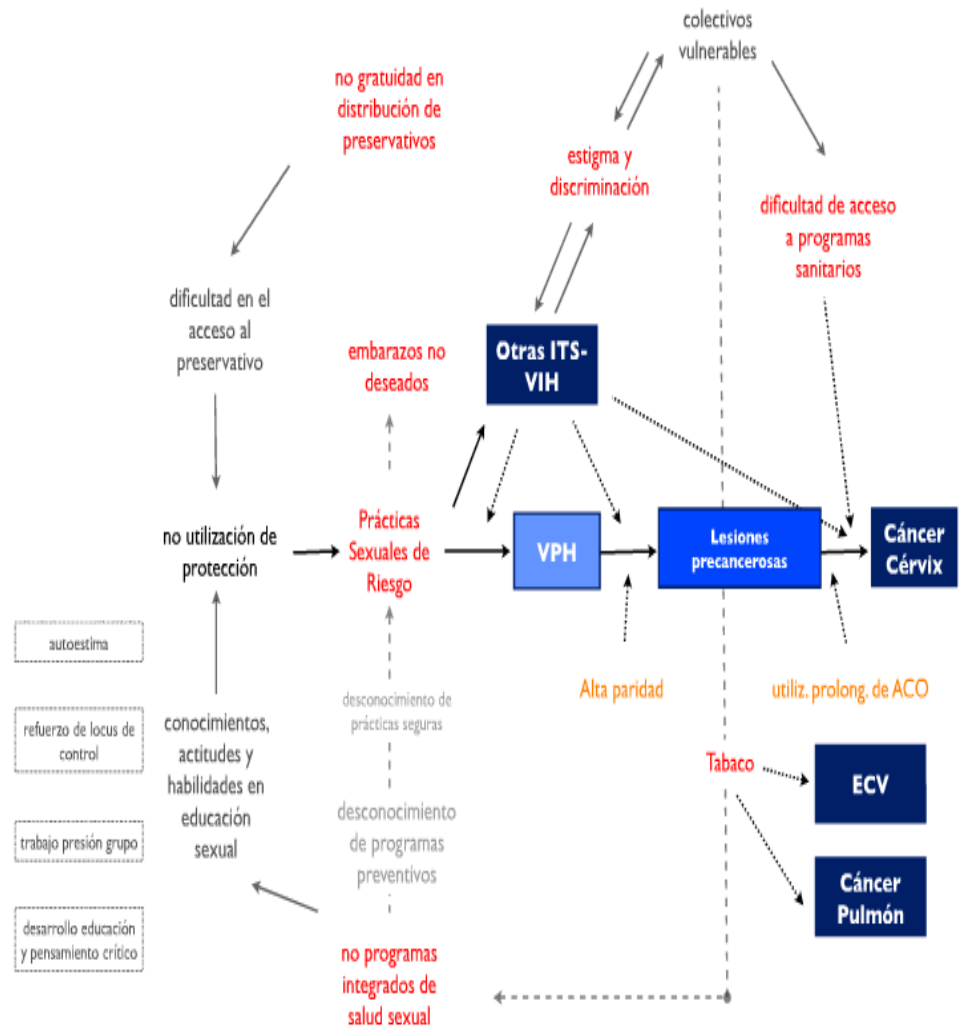 colectivos
vulnerables
no gratuidad en
distribución de
preservativos
estigma y
discriminación
dificultad de acceso
a programas
sanitarios
dificultad en el
acceso al
preservativo
embarazos no
deseados
Otras ITS-
VIH
no utilización de
protección
Prácticas
Sexuales de
Riesgo
VPH
Lesiones
precancerosas
Cáncer
Cérvix
autoestima
refuerzo de locus de
control
trabajo presión grupo
desarrollo educación
y pensamiento crítico
conocimientos,
actitudes y
habilidades en
educación
sexual
desconocimiento de
prácticas seguras
desconocimiento
de programas
preventivos
no programas
integrados de
salud sexual
Alta paridad
utiliz. prolong. de ACO
Tabaco
ECV
Cáncer
Pulmón